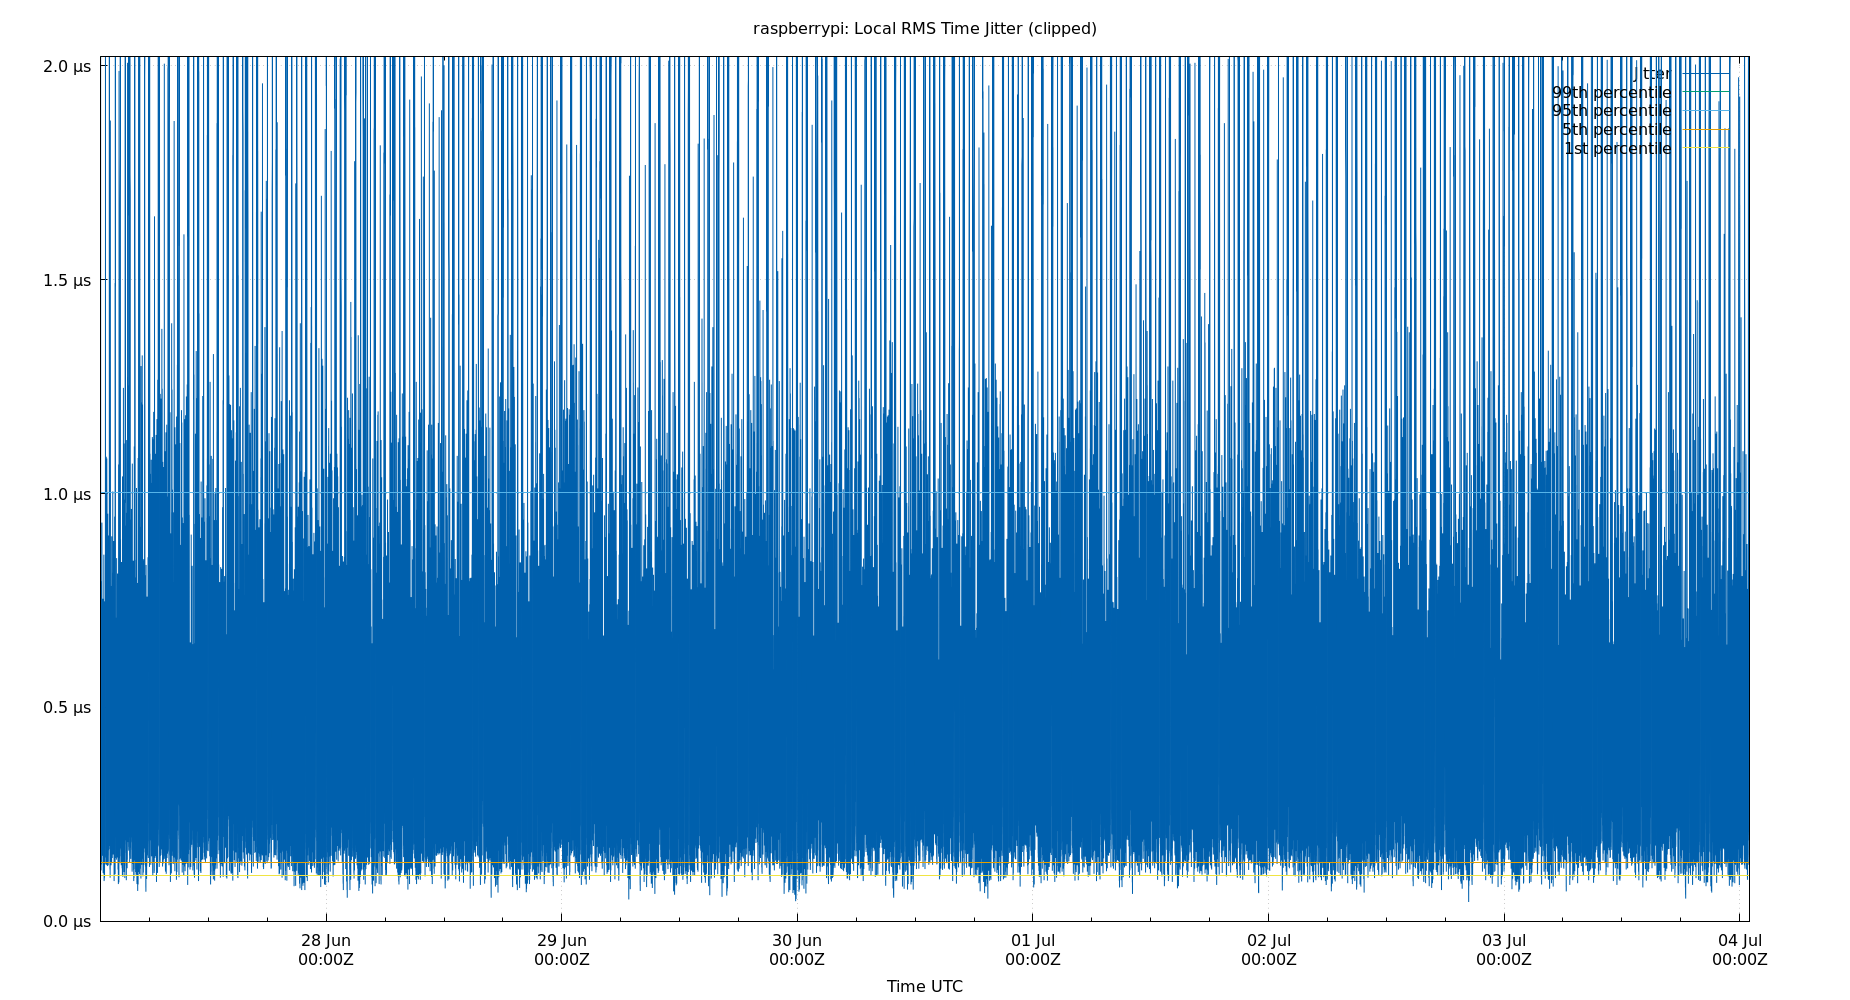 raspberrypi: Local RMS Time Jitter (clipped)
2.0 μs
1.5 μs
1.0 μs
0.5 μs
0.0 μs
Jitter
99th percentile
95th percentile
5th percentile
1st percentile
28 Jun 29 Jun 30 Jun 01 Jul 02 Jul 03 Jul 04 Jul
00:00Z 00:00Z 00:00Z 00:00Z 00:00Z 00:00Z 00:00Z
Time UTC